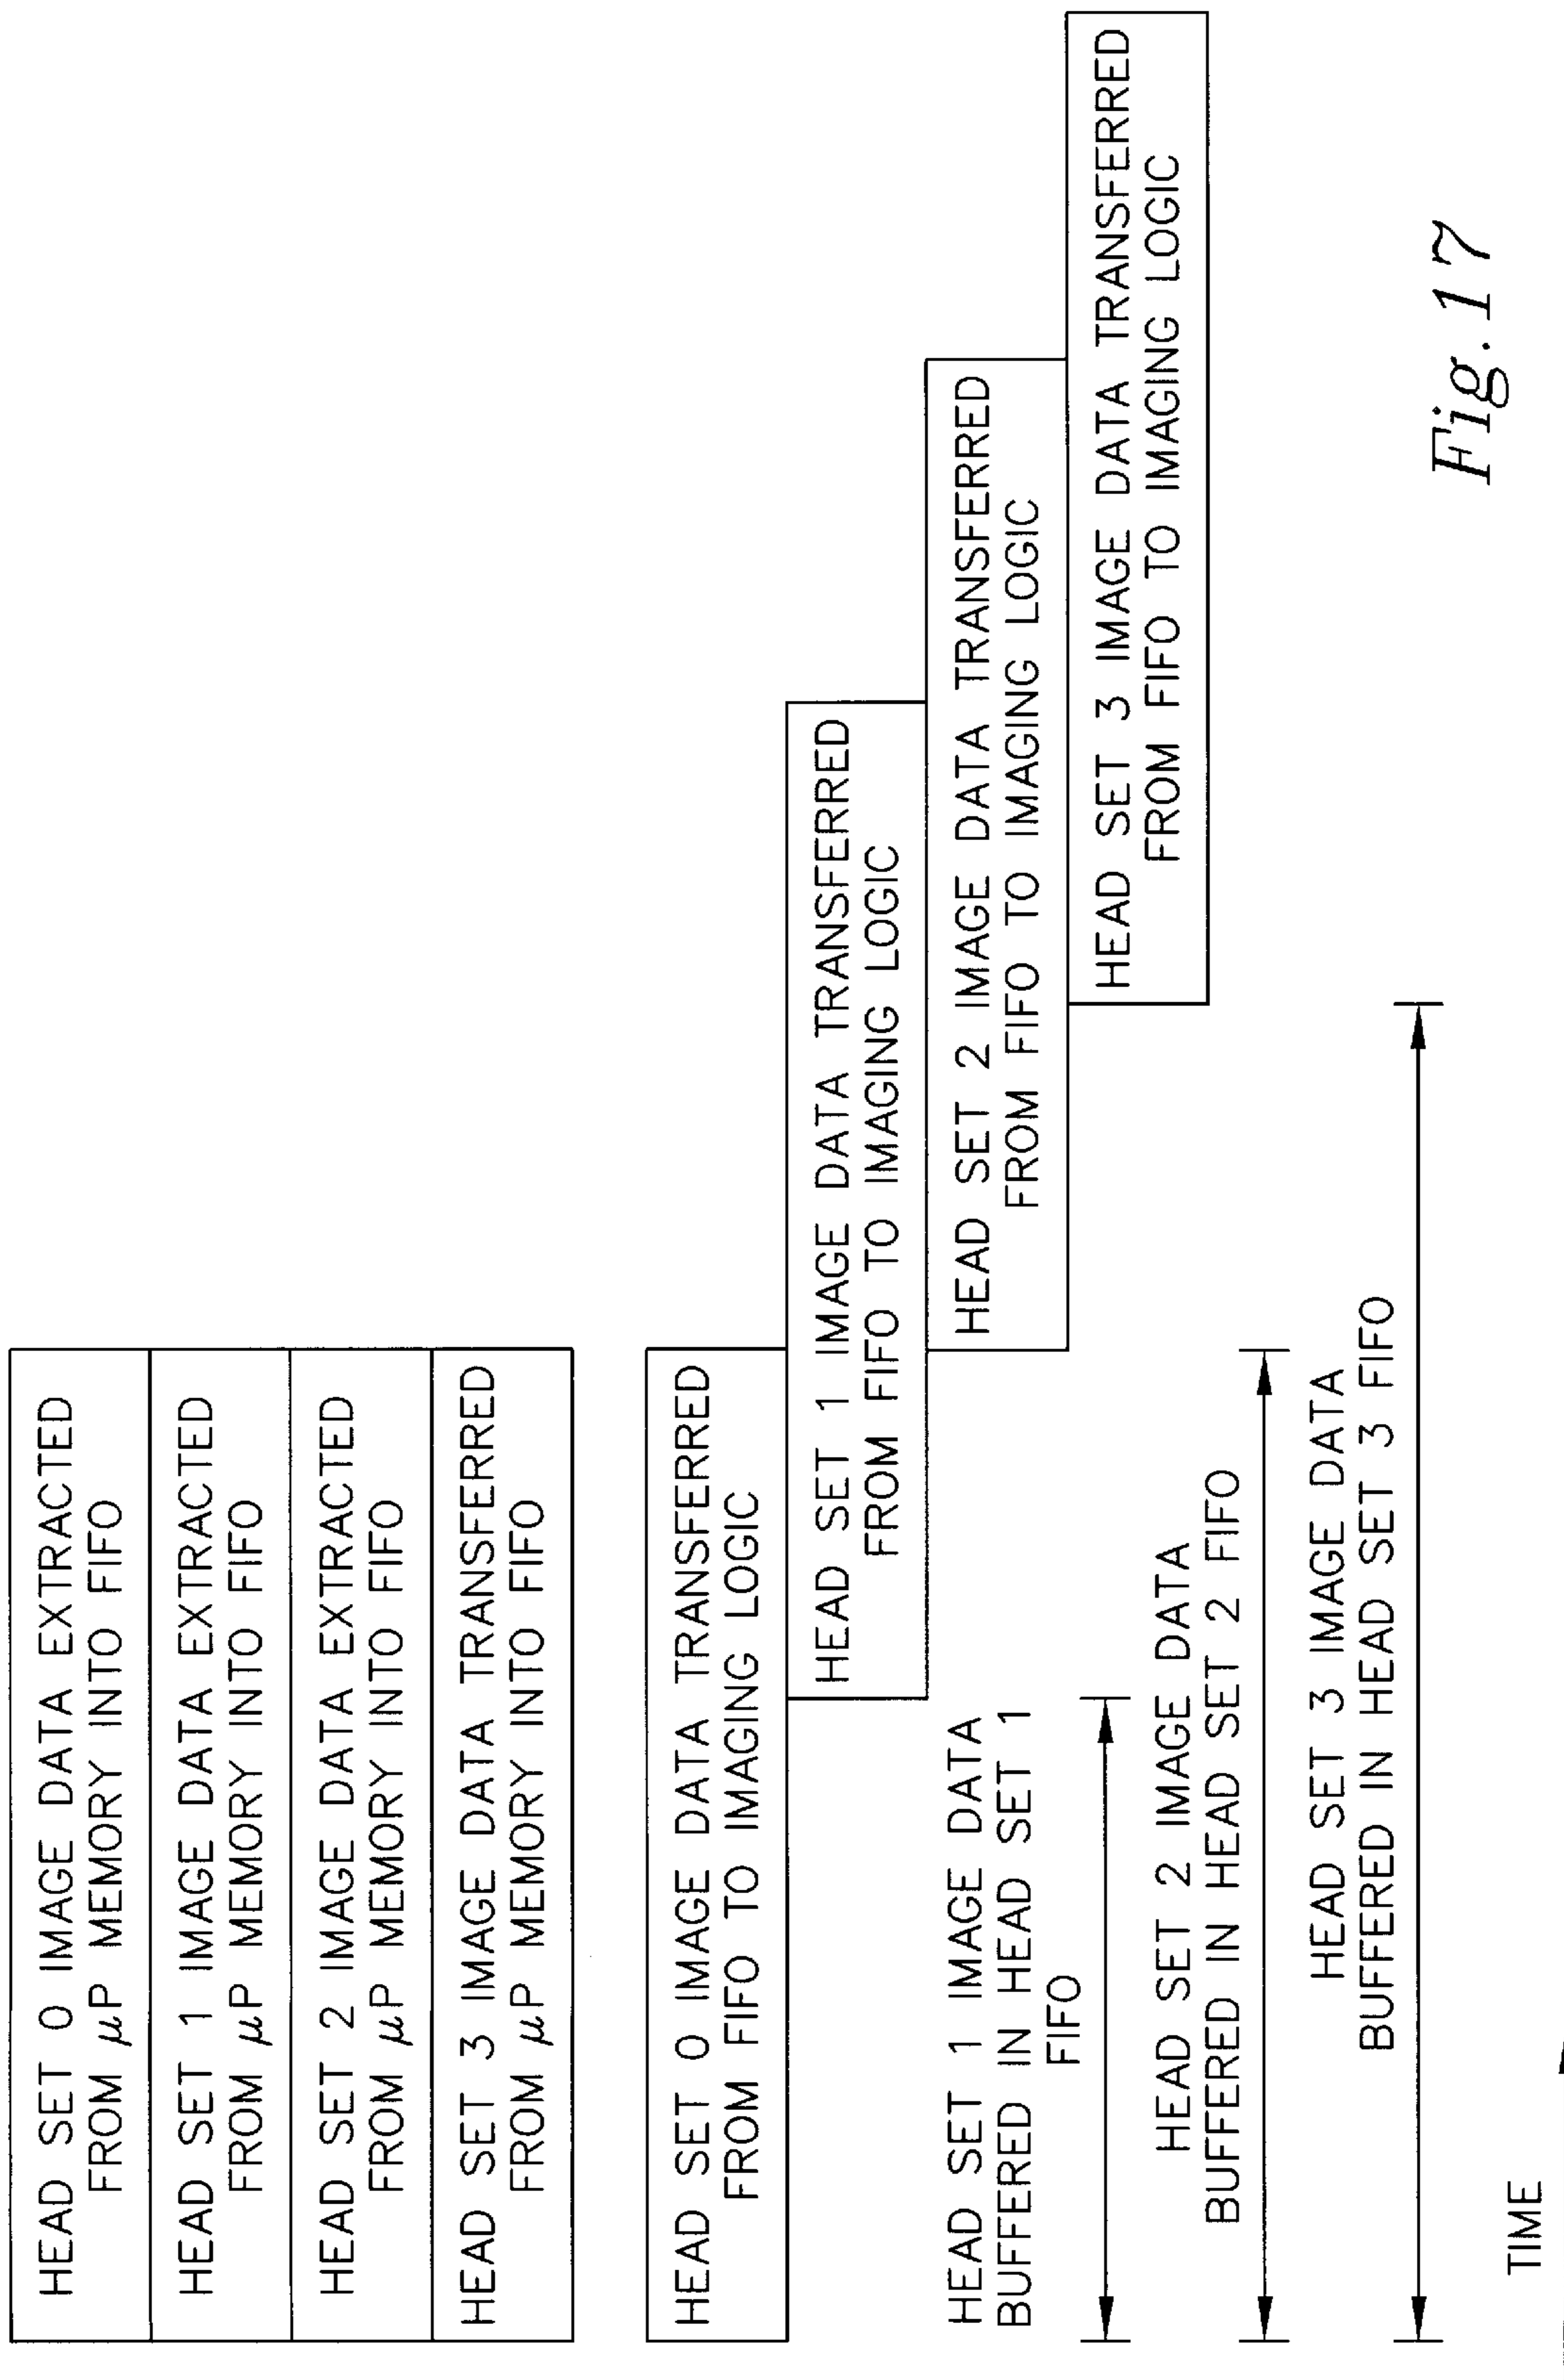 HEAD SET 0 IMAGE DATA EXTRACTED
FROM μP MEMORY INTO FIFO
HEAD SET 1 IMAGE DATA EXTRACTED
FROM μP MEMORY INTO FIFO
HEAD SET 2 IMAGE DATA EXTRACTED
FROM μP MEMORY INTO FIFO
HEAD SET 3 IMAGE DATA TRANSFERRED
FROM μP MEMORY INTO FIFO
HEAD SET 0 IMAGE DATA TRANSFERRED
FROM FIFO TO IMAGING LOGIC
HEAD SET 1 IMAGE DATA TRANSFERRED
FROM FIFO TO IMAGING LOGIC
HEAD SET 2 IMAGE DATA TRANSFERRED
FROM FIFO TO IMAGING LOGIC
HEAD SET 3 IMAGE DATA TRANSFERRED
FROM FIFO TO IMAGING LOGIC
HEAD SET 1 IMAGE DATA
BUFFERED IN HEAD SET 1
FIFO
HEAD SET 2 IMAGE DATA
BUFFERED IN HEAD SET 2 FIFO
HEAD SET 3 IMAGE DATA
BUFFERED IN HEAD SET 3 FIFO
TIME
Fig. 17